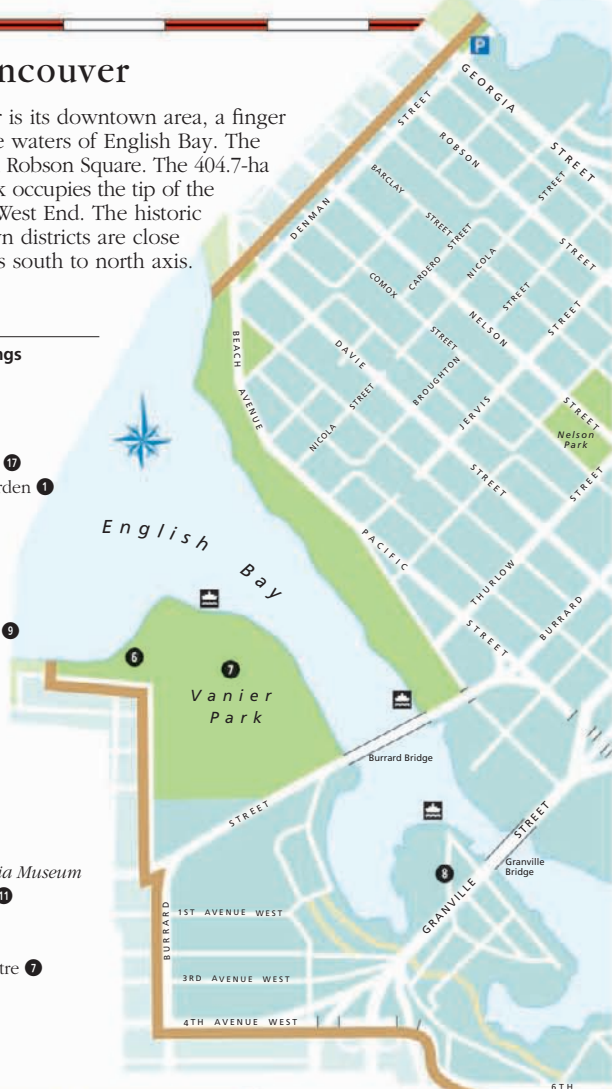 ncouver
r is its downtown area, a finger
e waters of English Bay. The
Robson Square. The 404.7-ha
k occupies the tip of the
West End. The historic
wn districts are close
s south to north axis.
ngs
17
rden 1
9
ia Museum
11
tre 7
P
GEORGIA
STREET
DENMAN
STREET
ROBSON
STREET
BARCLAY
STREET
STREET
CARDERO
STREET
NICOLA
STREET
COMOX
STREET
NELSON
STREET
BROUGHTON
STREET
JERVIS
STREET
BEACH
AVENUE
DAVIE
STREET
NICOLA
STREET
Nelson
Park
PACIFIC
STREET
THURLOW
STREET
BURRARD
English
Bay
6
7
Vanier
Park
Burrard Bridge
STREET
BURRARD
8
GRANVILLE
STREET
Granville
Bridge
1ST AVENUE WEST
3RD AVENUE WEST
4TH AVENUE WEST
6TH